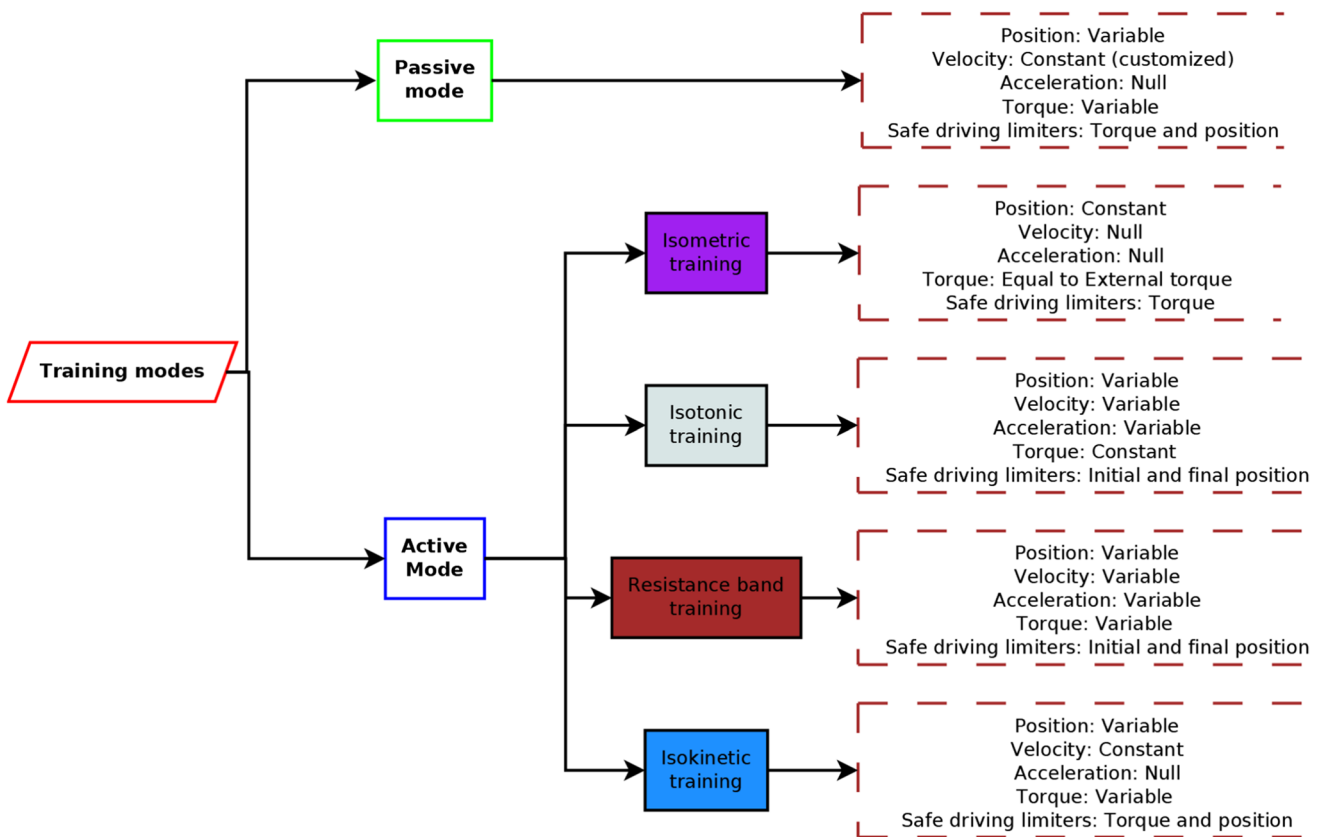 Passive
mode
Position: Variable
Velocity: Constant (customized)
Acceleration: Null
Torque: Variable
Safe driving limiters: Torque and position
Isometric
training
Position: Constant
Velocity: Null
Acceleration: Null
Torque: Equal to External torque
Safe driving limiters: Torque
Training modes
Isotonic
training
Position: Variable
Velocity: Variable
Acceleration: Variable
Torque: Constant
Safe driving limiters: Initial and final position
Active
Mode
Resistance band
training
Position: Variable
Velocity: Variable
Acceleration: Variable
Torque: Variable
Safe driving limiters: Initial and final position
Isokinetic
training
Position: Variable
Velocity: Constant
Acceleration: Null
Torque: Variable
Safe driving limiters: Torque and position